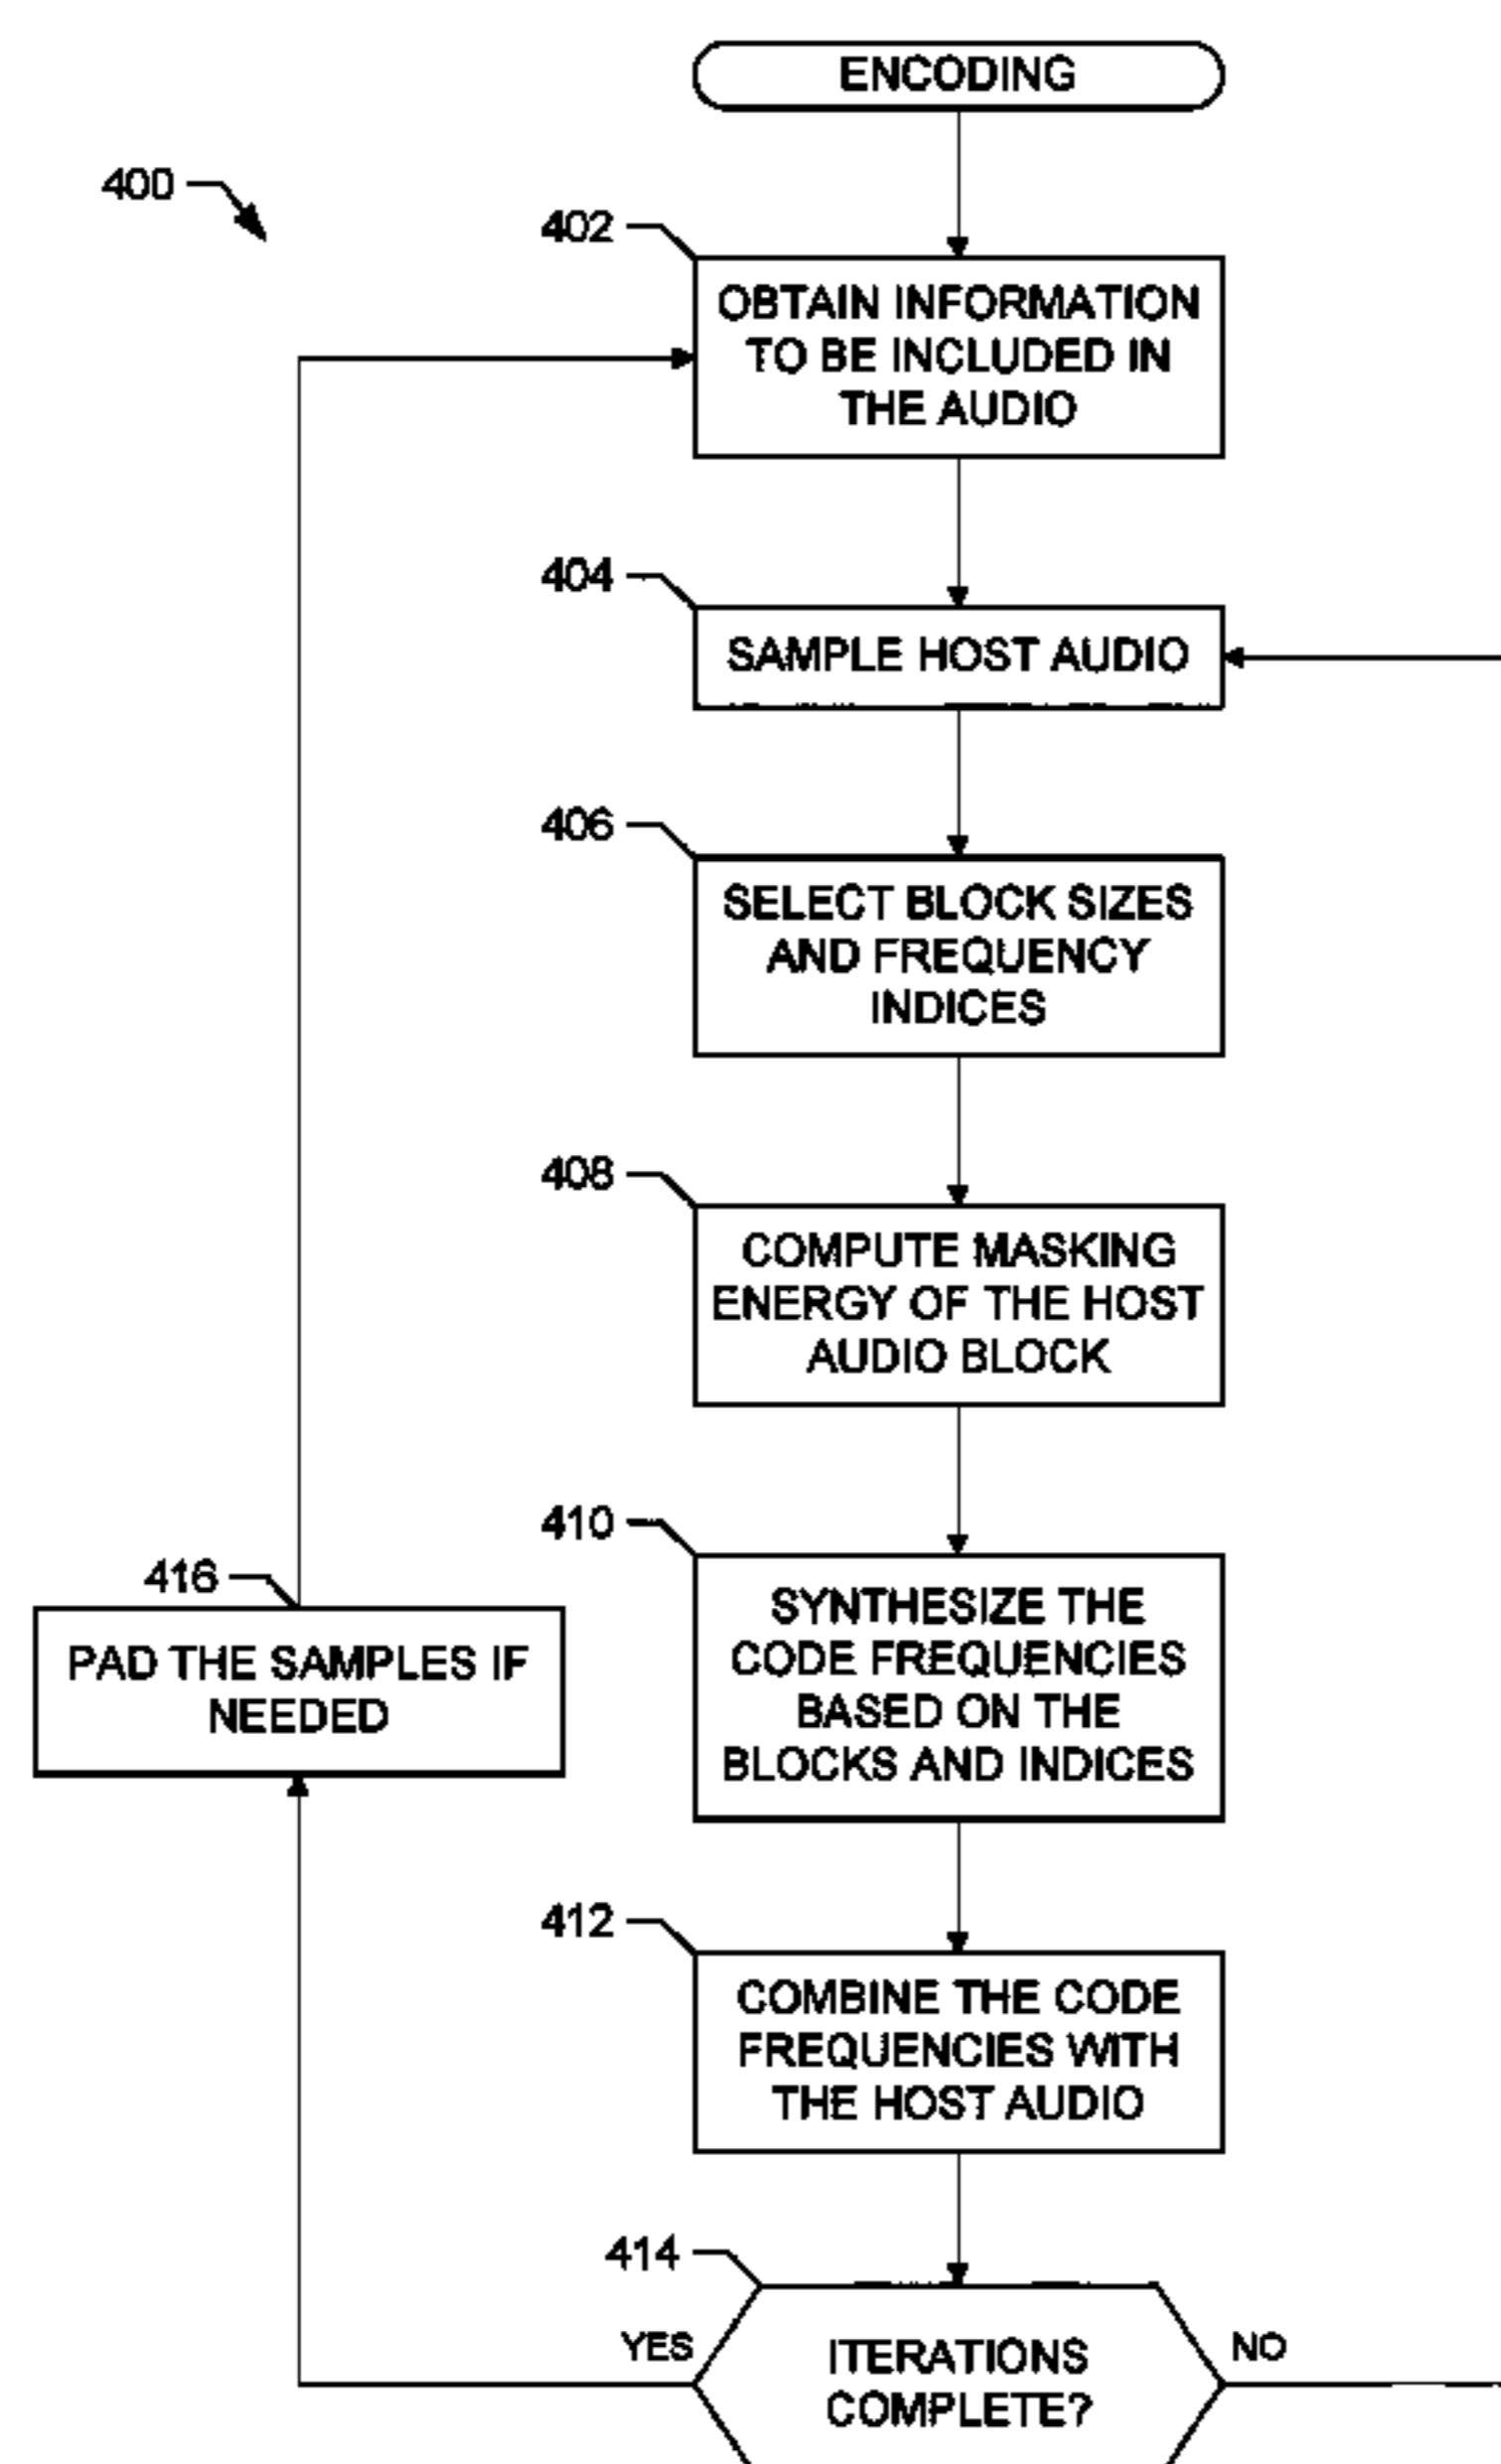 ENCODING
400
402
OBTAIN INFORMATION
TO BE INCLUDED IN
THE AUDIO
404
SAMPLE HOST AUDIO
406
SELECT BLOCK SIZES
AND FREQUENCY
INDICES
408
COMPUTE MASKING
ENERGY OF THE HOST
AUDIO BLOCK
410
SYNTHESIZE THE
CODE FREQUENCIES
BASED ON THE
BLOCKS AND INDICES
416
PAD THE SAMPLES IF
NEEDED
412
COMBINE THE CODE
FREQUENCIES WITH
THE HOST AUDIO
414
YES
ITERATIONS
COMPLETE?
NO